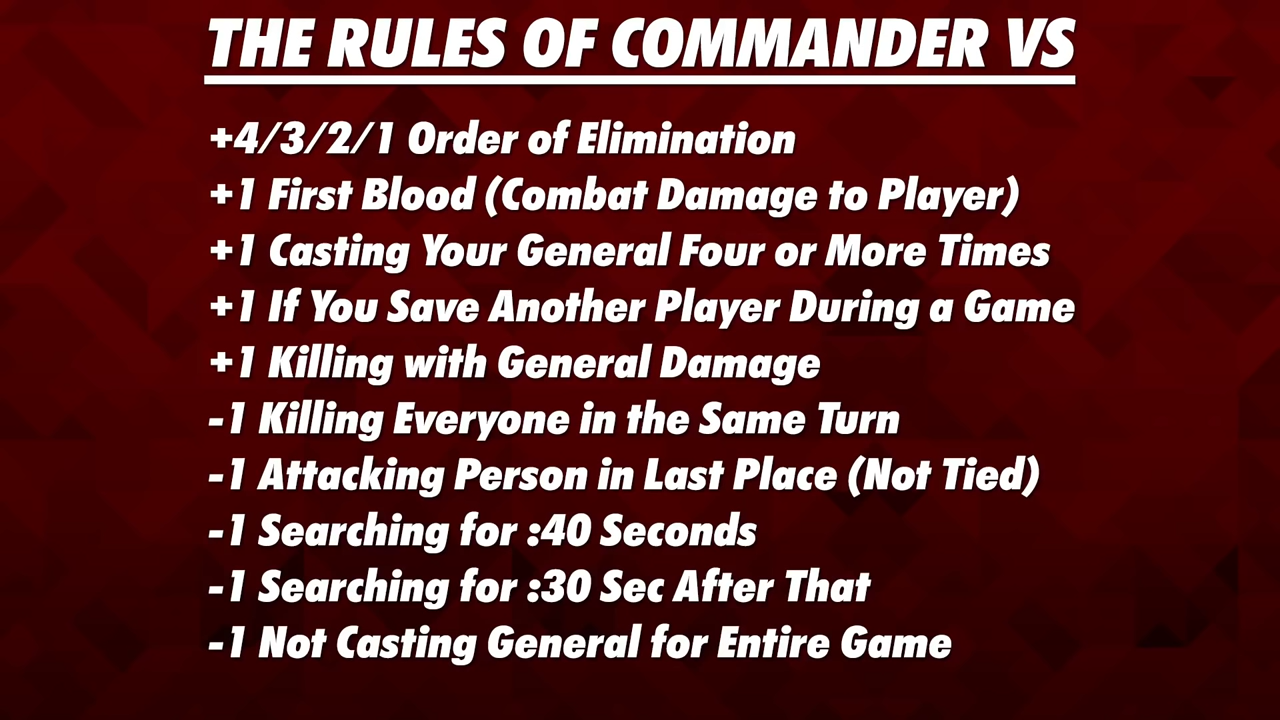 THE RULES OF COMMANDER VS
+4/3/2/1 Order of Elimination
+1 First Blood (Combat Damage to Player)
+1 Casting Your General Four or More Times
+1 If You Save Another Player During a Game
+1 Killing with General Damage
-1 Killing Everyone in the Same Turn
-1 Attacking Person in Last Place (Not Tied)
-1 Searching for :40 Seconds
-1 Searching for :30 Sec After That
-1 Not Casting General for Entire Game